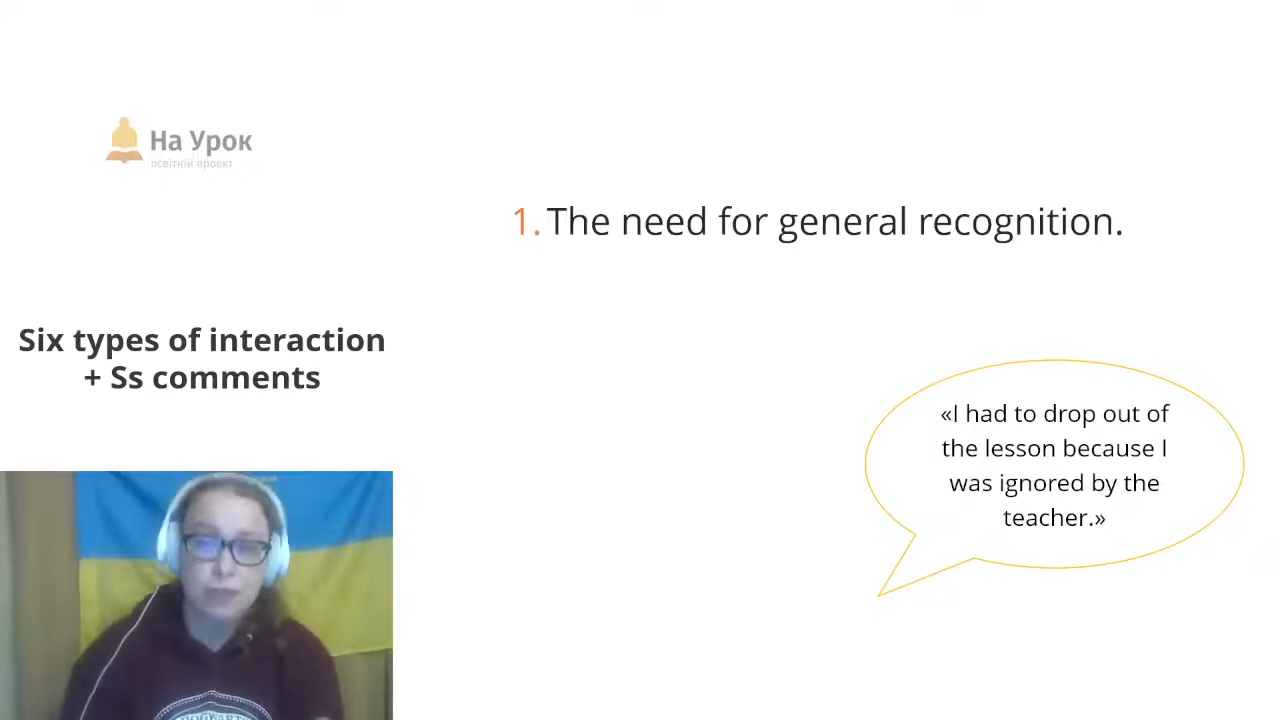 На Урок
освітній проект
1. The need for general recognition.
Six types of interaction
+ Ss comments
«I had to drop out of
the lesson because I
was ignored by the
teacher.»
HOGWARTS